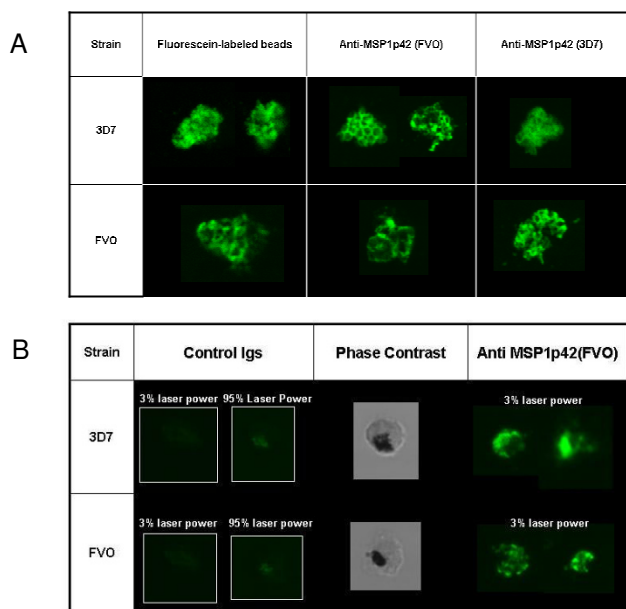 A
Strain Fluorescein-labeled beads Anti-MSP1p42 (FVO) Anti-MSP1p42 (3D7)
3D7
FVO
B
Strain Control Igs Phase Contrast Anti MSP1p42(FVO)
3% laser power 95% Laser Power 3% laser power
3D7
3% laser power 95% laser power 3% laser power
FVO